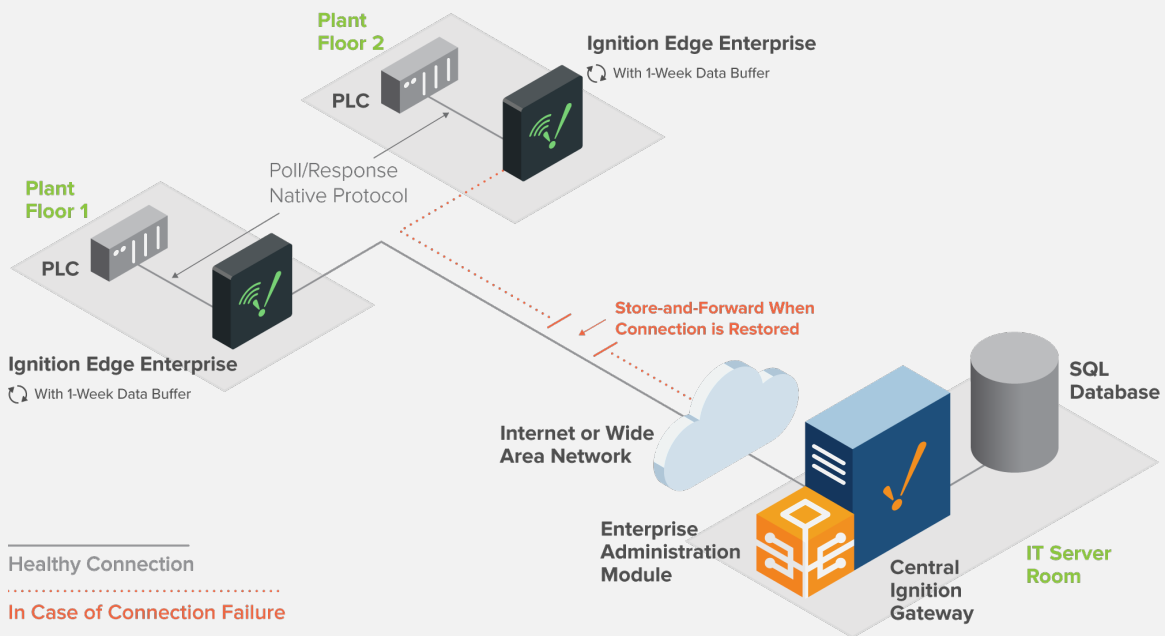 Plant
Floor 2
PLC
Ignition Edge Enterprise
With 1-Week Data Buffer
Poll/Response
Native Protocol
Plant
Floor 1
PLC
Ignition Edge Enterprise
With 1-Week Data Buffer
Store-and-Forward When
Connection is Restored
SQL
Database
Internet or Wide
Area Network
Enterprise
Administration
Module
Central
Ignition
Gateway
IT Server
Room
Healthy Connection
In Case of Connection Failure